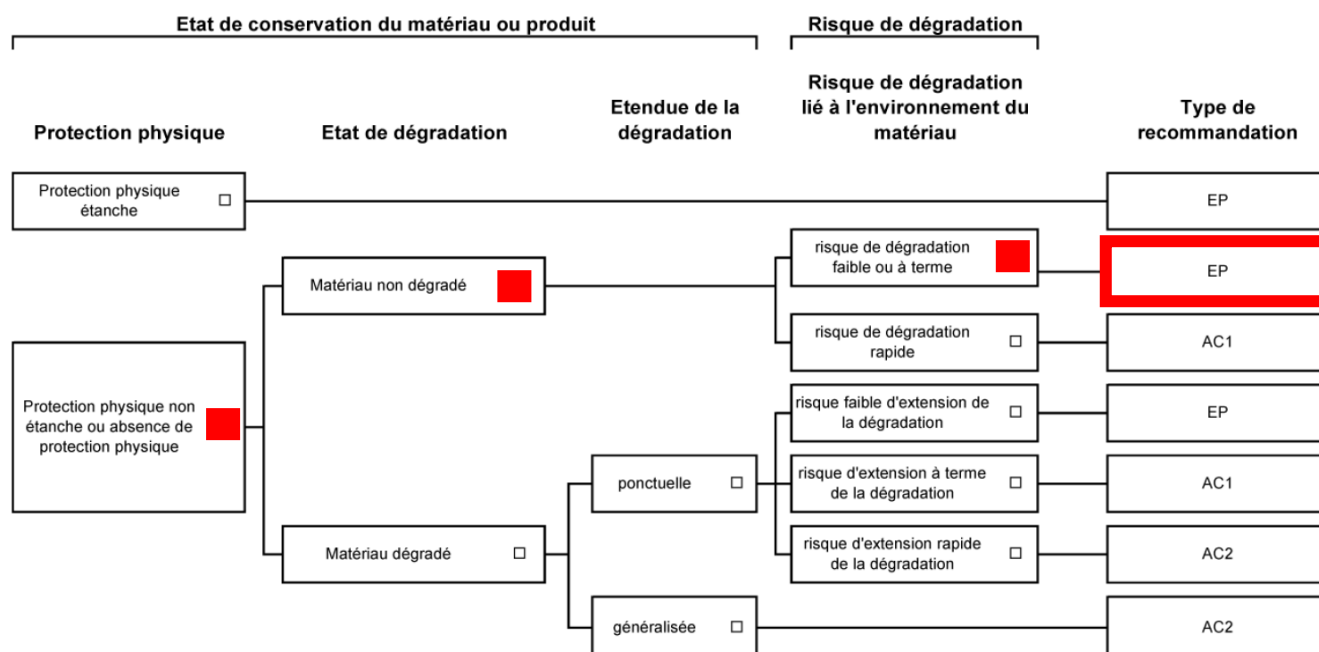 Etat de conservation du matériau ou produit
Risque de dégradation
Protection physique
Etat de dégradation
Etendue de la
dégradation
Risque de dégradation
lié à l'environnement du
matériau
Type de
recommandation
Protection physique
étanche
EP
Protection physique non
étanche ou absence de
protection physique
Matériau non dégradé
risque de dégradation
faible ou à terme
EP
risque de dégradation
rapide
AC1
Matériau dégradé
ponctuelle
risque faible d'extension de
la dégradation
EP
risque d'extension à terme
de la dégradation
AC1
risque d'extension rapide
de la dégradation
AC2
généralisée
AC2